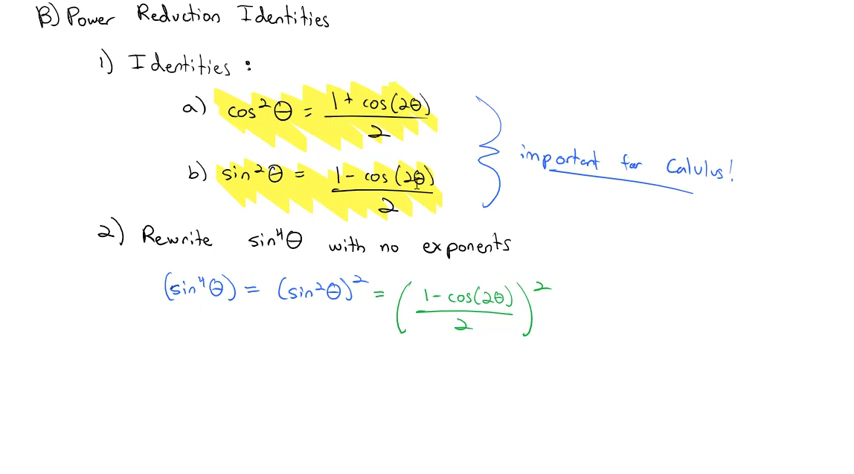 B) Power Reduction Identities
1) Identities :
a) cos²θ = (1 + cos(2θ))/2
b) sin²θ = (1 - cos(2θ))/2
important for Calulus!
2) Rewrite sin⁴θ with no exponents
(sin⁴θ) = (sin²θ)² = ((1 - cos(2θ))/2)²